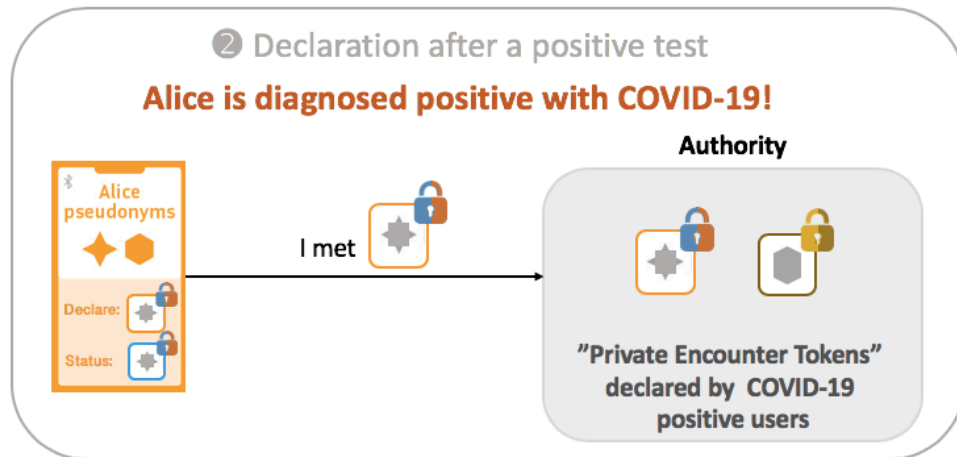 ❷ Declaration after a positive test
Alice is diagnosed positive with COVID-19!
Authority
Alice
pseudonyms
I met
Declare:
Status:
”Private Encounter Tokens”
declared by COVID-19
positive users